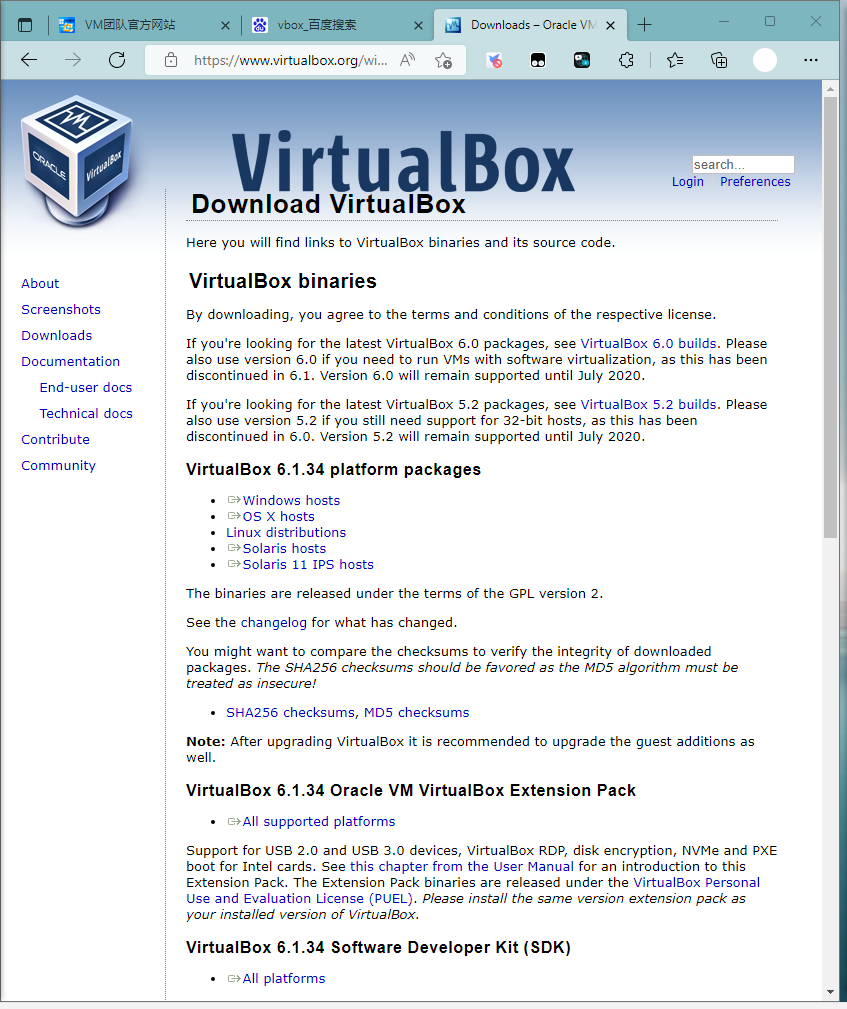 VM团队官方网站
vbox_百度搜索
Downloads – Oracle VM
https://www.virtualbox.org/wi...
ORACLE
VirtualBox
VirtualBox
search...
Login Preferences
Download VirtualBox
Here you will find links to VirtualBox binaries and its source code.
About
Screenshots
Downloads
Documentation
End-user docs
Technical docs
Contribute
Community
VirtualBox binaries
By downloading, you agree to the terms and conditions of the respective license.
If you're looking for the latest VirtualBox 6.0 packages, see VirtualBox 6.0 builds. Please
also use version 6.0 if you need to run VMs with software virtualization, as this has been
discontinued in 6.1. Version 6.0 will remain supported until July 2020.
If you're looking for the latest VirtualBox 5.2 packages, see VirtualBox 5.2 builds. Please
also use version 5.2 if you still need support for 32-bit hosts, as this has been
discontinued in 6.0. Version 5.2 will remain supported until July 2020.
VirtualBox 6.1.34 platform packages
• Windows hosts
• OS X hosts
• Linux distributions
• Solaris hosts
• Solaris 11 IPS hosts
The binaries are released under the terms of the GPL version 2.
See the changelog for what has changed.
You might want to compare the checksums to verify the integrity of downloaded
packages. The SHA256 checksums should be favored as the MD5 algorithm must be
treated as insecure!
• SHA256 checksums, MD5 checksums
Note: After upgrading VirtualBox it is recommended to upgrade the guest additions as
well.
VirtualBox 6.1.34 Oracle VM VirtualBox Extension Pack
• All supported platforms
Support for USB 2.0 and USB 3.0 devices, VirtualBox RDP, disk encryption, NVMe and PXE
boot for Intel cards. See this chapter from the User Manual for an introduction to this
Extension Pack. The Extension Pack binaries are released under the VirtualBox Personal
Use and Evaluation License (PUEL). Please install the same version extension pack as
your installed version of VirtualBox.
VirtualBox 6.1.34 Software Developer Kit (SDK)
• All platforms